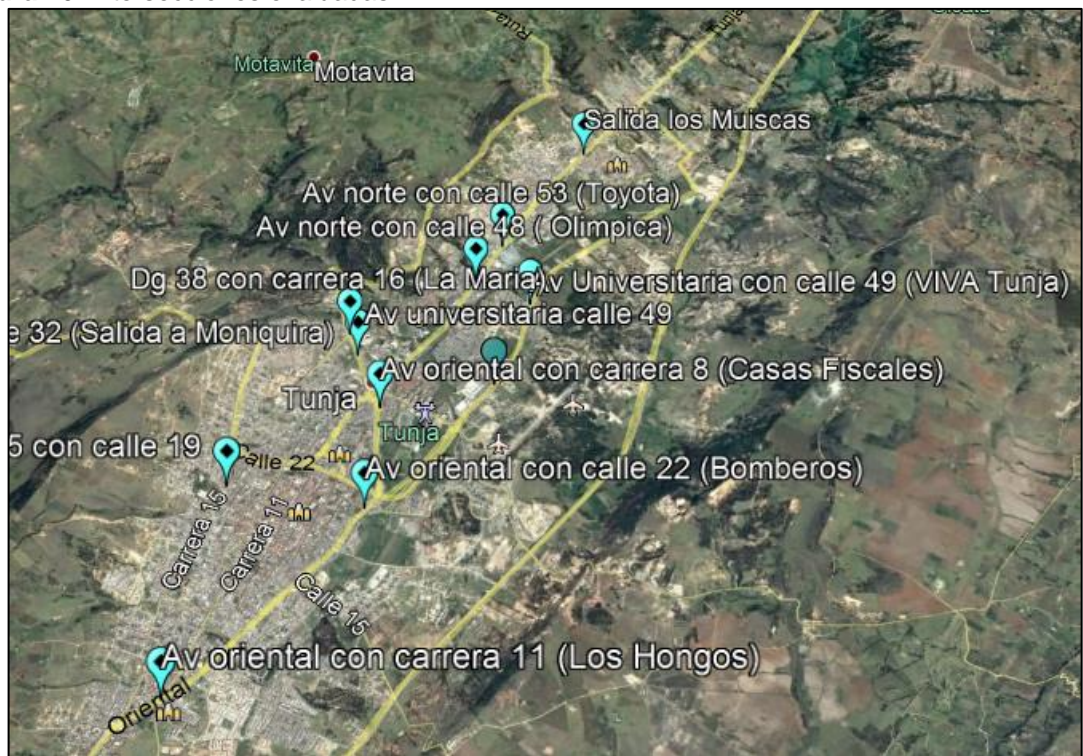 Motavita
Motavita
Salida los Muiscas
Av norte con calle 53 (Toyota)
Av norte con calle 48 ( Olimpica)
Dg 38 con carrera 16 (La Maria)
Av Universitaria con calle 49 (VIVA Tunja)
Av universitaria calle 49
e 32 (Salida a Moniquira)
Av oriental con carrera 8 (Casas Fiscales)
Tunja
Tunja
5 con calle 19
Calle 22
Av oriental con calle 22 (Bomberos)
Carrera 15
Carrera 11
Calle 15
Av oriental con carrera 11 (Los Hongos)
Oriental